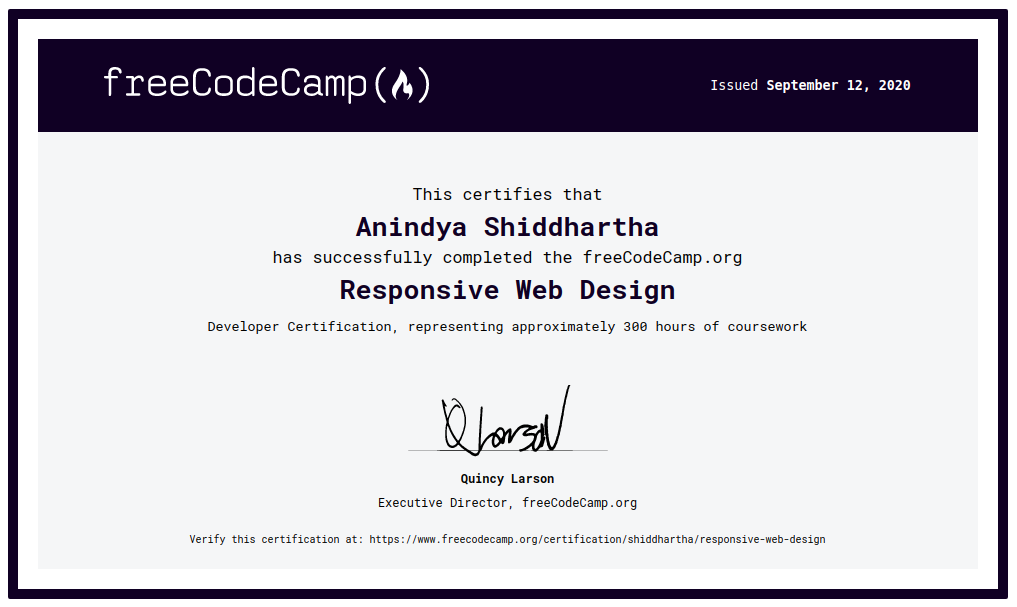 freeCodeCamp(🔥)
Issued September 12, 2020
This certifies that
Anindya Shiddhartha
has successfully completed the freeCodeCamp.org
Responsive Web Design
Developer Certification, representing approximately 300 hours of coursework
Q Larson
Quincy Larson
Executive Director, freeCodeCamp.org
Verify this certification at: https://www.freecodecamp.org/certification/shiddhartha/responsive-web-design